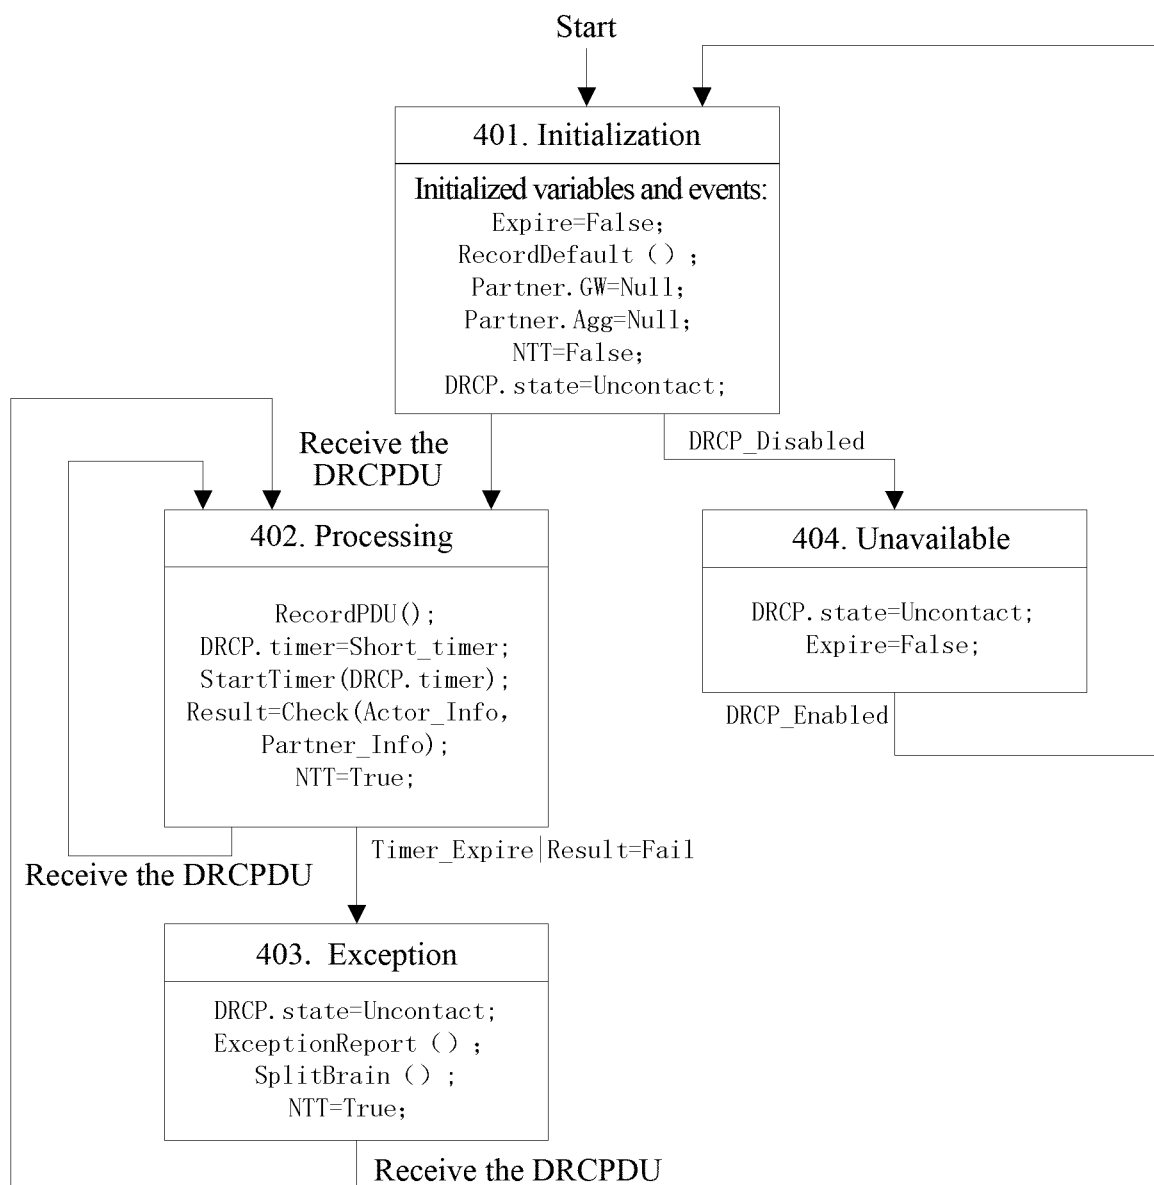 Start
401. Initialization
Initialized variables and events:
Expire=False;
RecordDefault（）;
Partner.GW=Null;
Partner.Agg=Null;
NTT=False;
DRCP.state=Uncontact;
Receive the
DRCPDU
DRCP_Disabled
402. Processing
RecordPDU();
DRCP.timer=Short_timer;
StartTimer(DRCP.timer);
Result=Check(Actor_Info,
Partner_Info);
NTT=True;
404. Unavailable
DRCP.state=Uncontact;
Expire=False;
DRCP_Enabled
Timer_Expire|Result=Fail
Receive the DRCPDU
403. Exception
DRCP.state=Uncontact;
ExceptionReport（）;
SplitBrain（）;
NTT=True;
Receive the DRCPDU